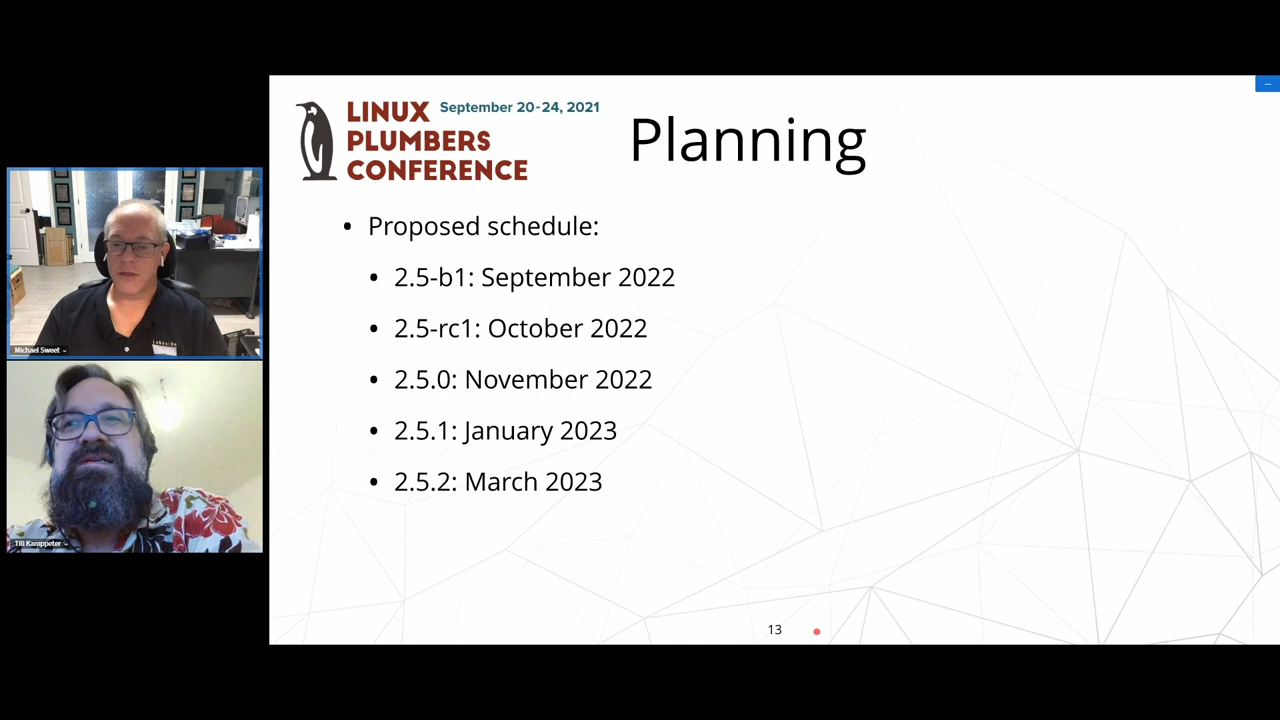 LINUX
September 20-24, 2021
PLUMBERS
CONFERENCE
Planning
• Proposed schedule:
• 2.5-b1: September 2022
• 2.5-rc1: October 2022
• 2.5.0: November 2022
• 2.5.1: January 2023
• 2.5.2: March 2023
13
lakeside
Michael Sweet
Till Kamppeter